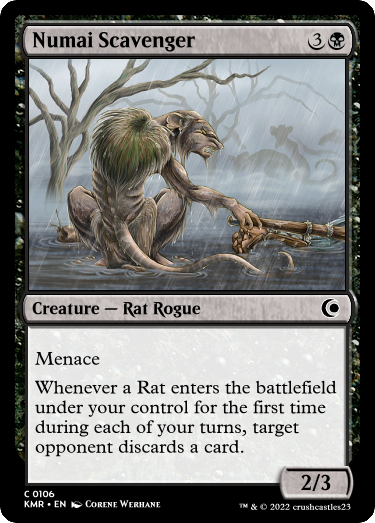 Numai Scavenger 3
Creature — Rat Rogue
Menace
Whenever a Rat enters the battlefield
under your control for the first time
during each of your turns, target
opponent discards a card.
2/3
C 0106
KMR • EN Corene Werhane
™ & © 2022 crushcastles23